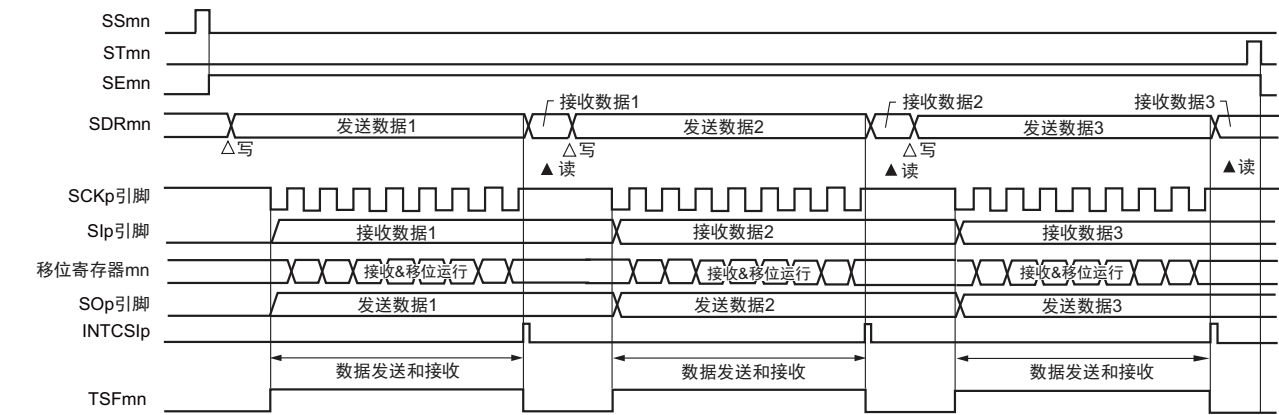 SSmn
STmn
SEmn
接收数据1 接收数据2 接收数据3
SDRmn 发送数据1 发送数据2 发送数据3
△写 △写 △写
▲读 ▲读 ▲读
SCKp引脚
SIp引脚 接收数据1 接收数据2 接收数据3
移位寄存器mn 接收&移位运行 接收&移位运行 接收&移位运行
SOp引脚 发送数据1 发送数据2 发送数据3
INTCSIp
数据发送和接收 数据发送和接收 数据发送和接收
TSFmn